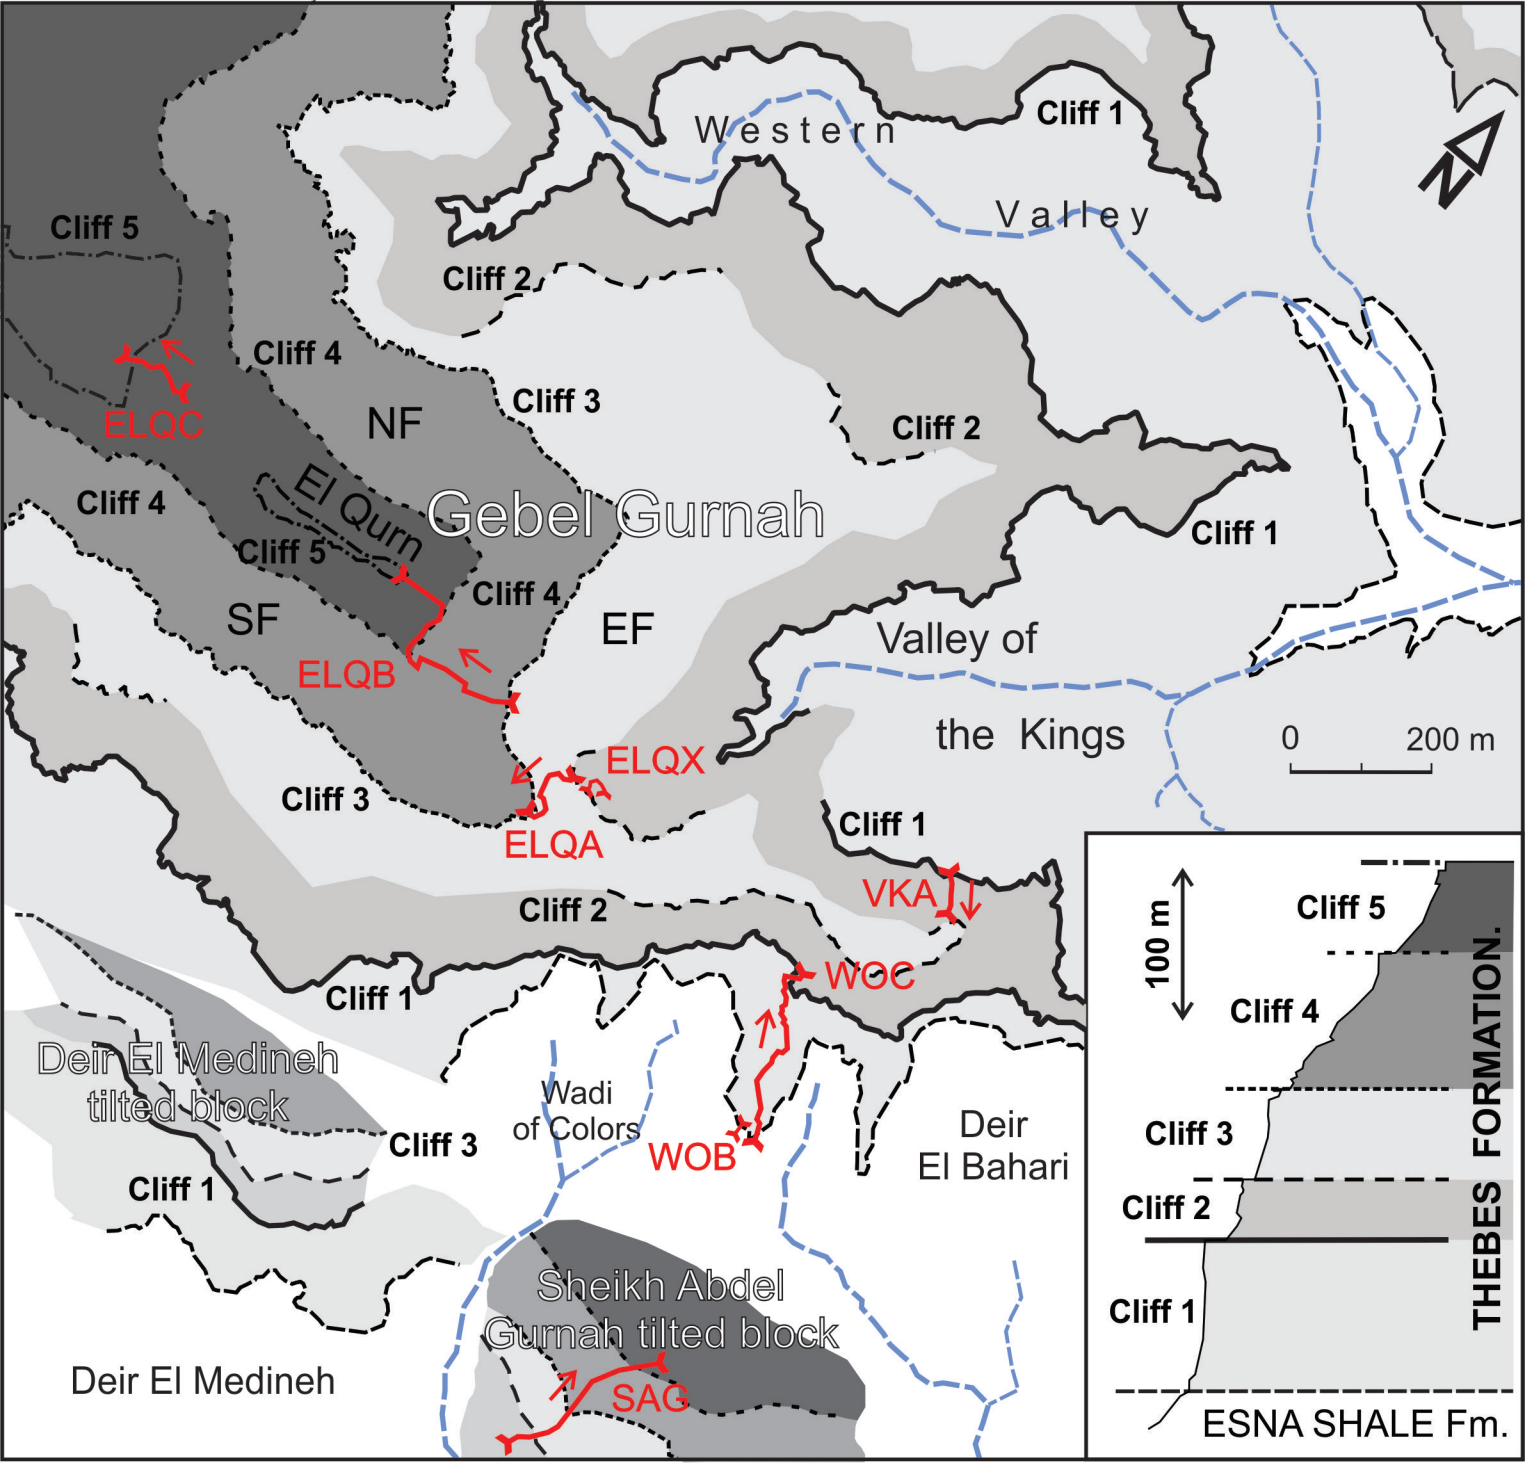 Cliff 1
Western
N
Valley
Cliff 5
Cliff 2
Cliff 4
Cliff 3
ELQC
NF
Cliff 2
El Qurn
Gebel Gurnah
Cliff 4
Cliff 1
Cliff 5
Cliff 4
SF
EF
Valley of
ELQB
the Kings
0 200 m
ELQX
Cliff 3
Cliff 1
ELQA
VKA
Cliff 2
WOC
Cliff 1
Deir El Medineh
tilted block
Wadi
of Colors
Cliff 3
WOB
Deir
El Bahari
Cliff 1
Sheikh Abdel
Gurnah tilted block
Deir El Medineh
SAG
100 m
Cliff 5
Cliff 4
Cliff 3
Cliff 2
Cliff 1
THEBES FORMATION.
ESNA SHALE Fm.